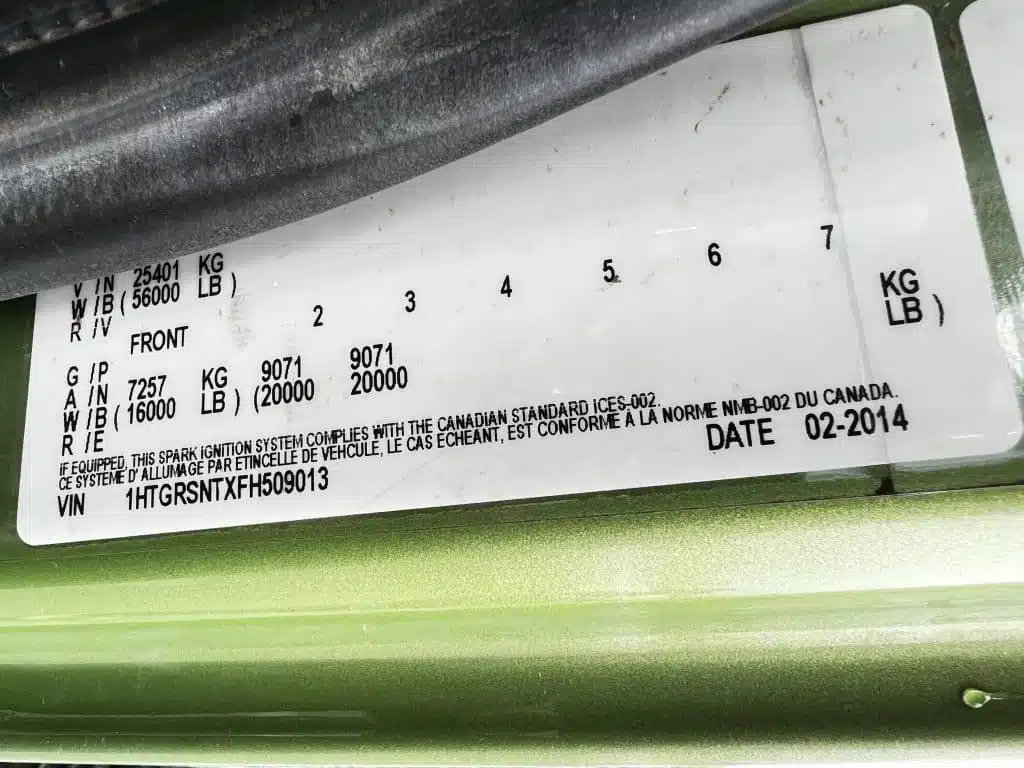 V /N 25401 KG
W/B ( 56000 LB )
R /V
FRONT 2 3 4 5 6 7
G /P
A /N 7257 KG 9071 9071 KG
W/B ( 16000 LB ) (20000 20000 LB )
R /E
IF EQUIPPED, THIS SPARK IGNITION SYSTEM COMPLIES WITH THE CANADIAN STANDARD ICES-002.
CE SYSTEME D' ALLUMAGE PAR ETINCELLE DE VEHICULE, LE CAS ECHEANT, EST CONFORME À LA NORME NMB-002 DU CANADA.
VIN 1HTGRSNTXFH509013 DATE 02-2014